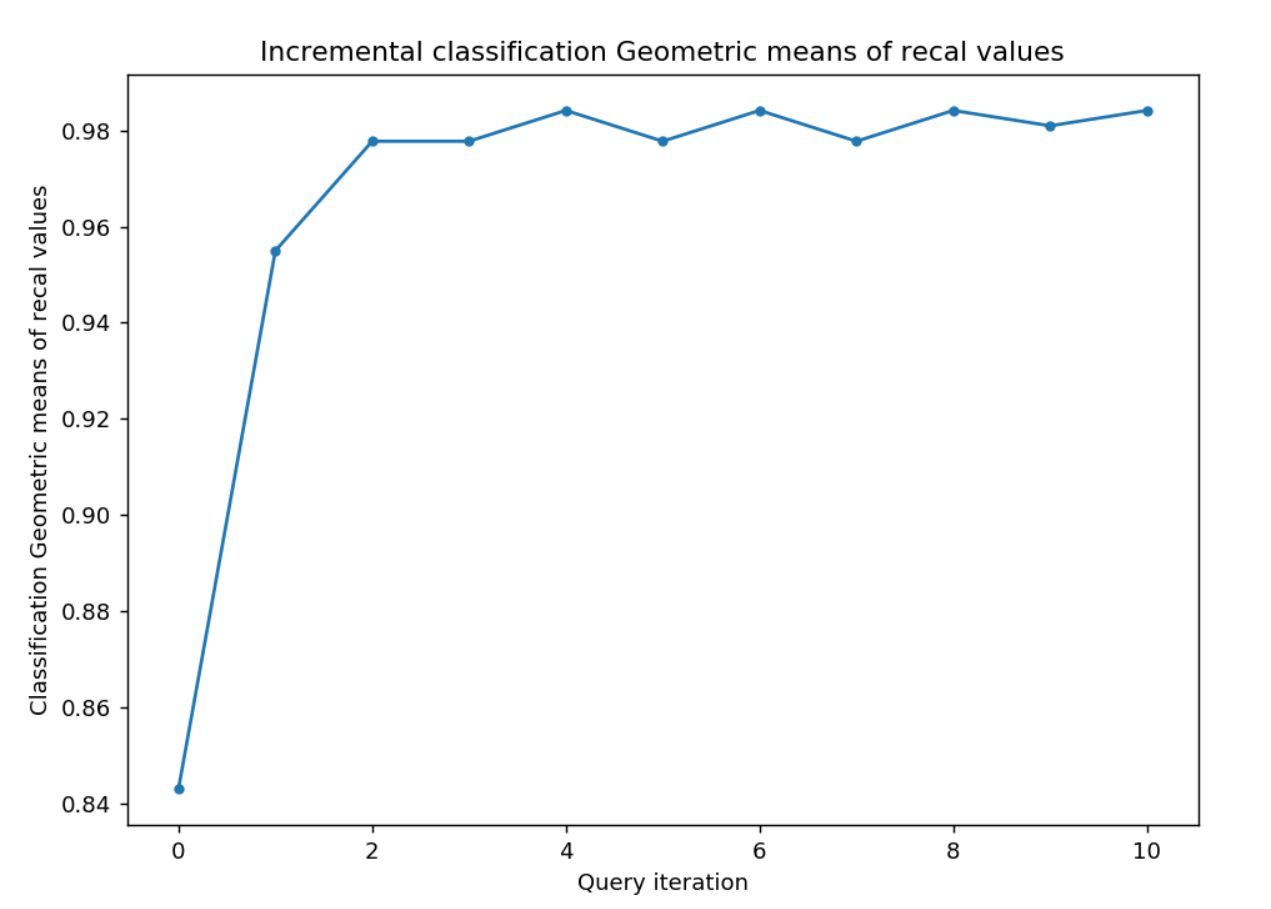 Incremental classification Geometric means of recal values
Classification Geometric means of recal values
0.98
0.96
0.94
0.92
0.90
0.88
0.86
0.84
0 2 4 6 8 10
Query iteration